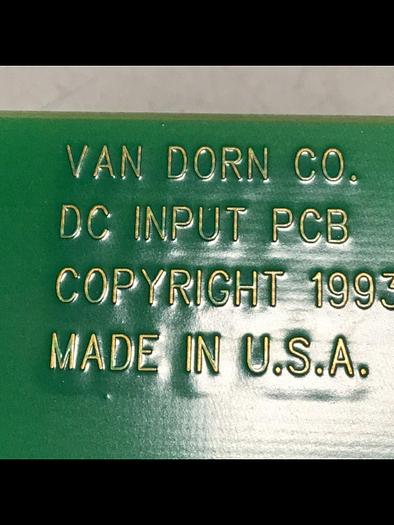 VAN DORN CO.
DC INPUT PCB
COPYRIGHT 1993
MADE IN U.S.A.